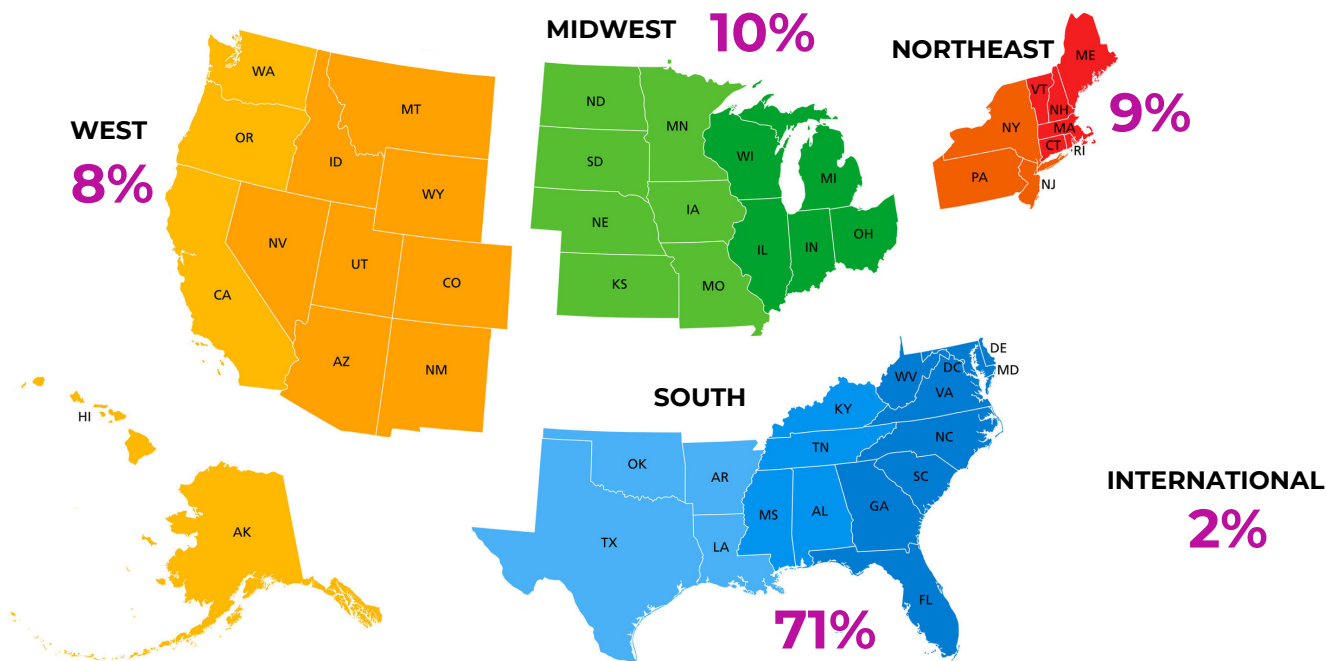 WEST
8%
WA
OR
CA
ID
NV
MT
WY
UT
CO
AZ
NM
HI
AK
MIDWEST
10%
ND
SD
NE
KS
MN
IA
MO
WI
IL
MI
IN
OH
NORTHEAST
9%
ME
VT
NH
NY
MA
CT
RI
PA
NJ
SOUTH
71%
OK
TX
AR
LA
KY
TN
MS
AL
WV
DC
DE
MD
VA
NC
SC
GA
FL
INTERNATIONAL
2%